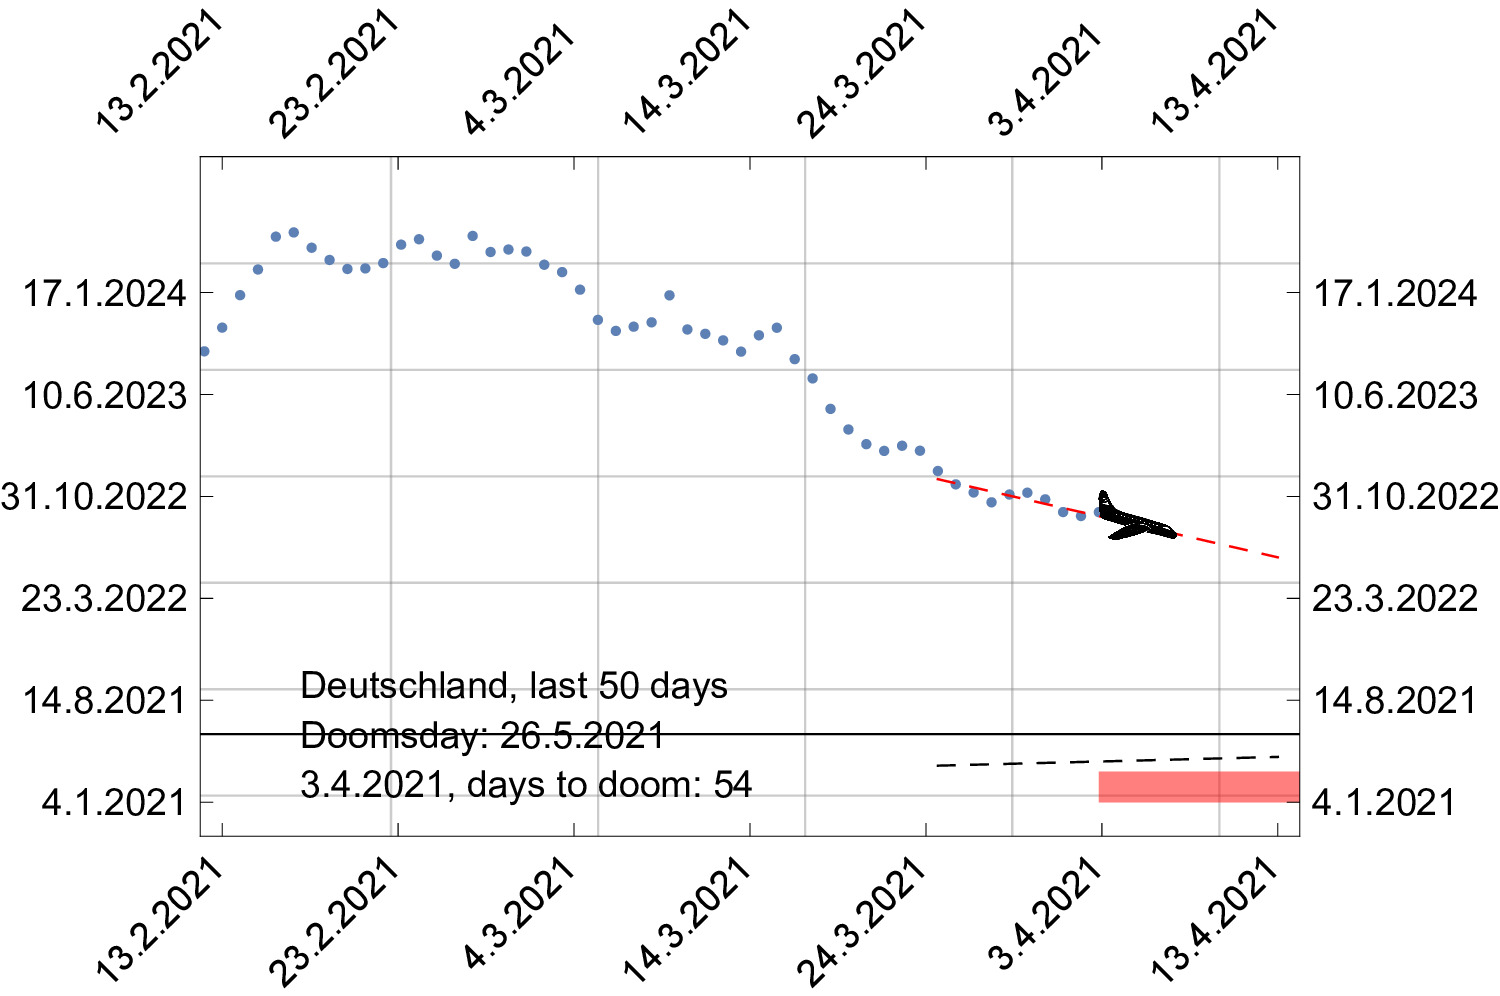 13.2.2021 23.2.2021 4.3.2021 14.3.2021 24.3.2021 3.4.2021 13.4.2021
17.1.2024 17.1.2024
10.6.2023 10.6.2023
31.10.2022 31.10.2022
23.3.2022 23.3.2022
14.8.2021 14.8.2021
4.1.2021 4.1.2021
Deutschland, last 50 days
Doomsday: 26.5.2021
3.4.2021, days to doom: 54
13.2.2021 23.2.2021 4.3.2021 14.3.2021 24.3.2021 3.4.2021 13.4.2021